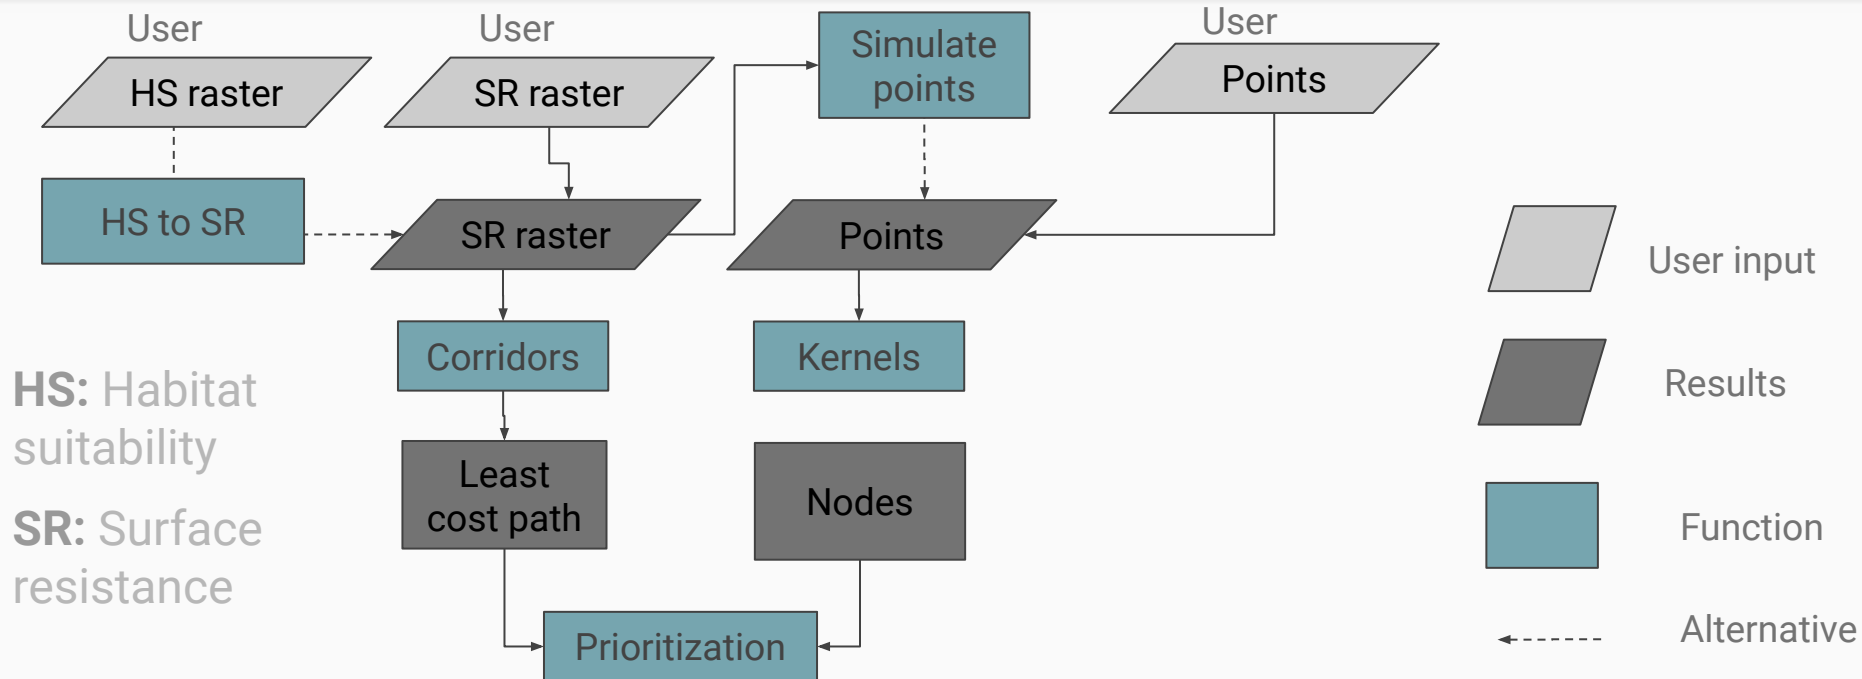 User
User
User
HS raster
SR raster
Simulate
points
Points
HS to SR
SR raster
Points
Corridors
Kernels
Least
cost path
Nodes
Prioritization
HS: Habitat
suitability
SR: Surface
resistance
User input
Results
Function
Alternative